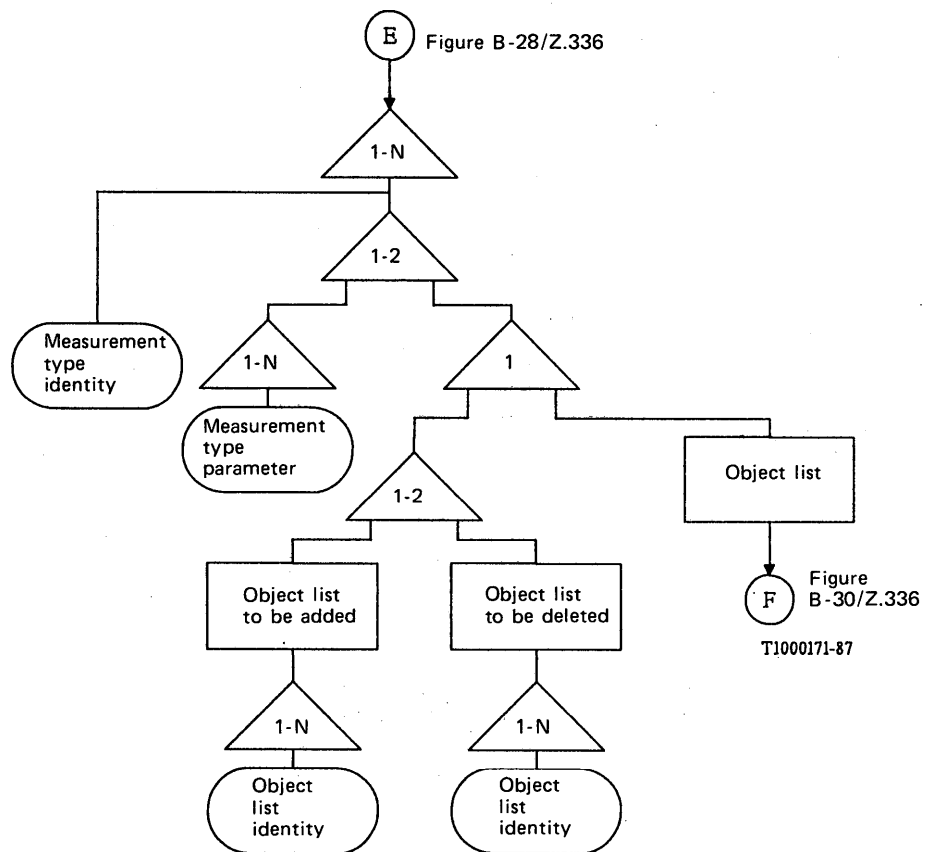 E Figure B-28/Z.336
1-N
1-2
Measurement
type
identity
1-N
1
Measurement
type
parameter
1-2
Object list
Object list
to be added
Object list
to be deleted
F
Figure
B-30/Z.336
T1000171-87
1-N
1-N
Object
list
identity
Object
list
identity